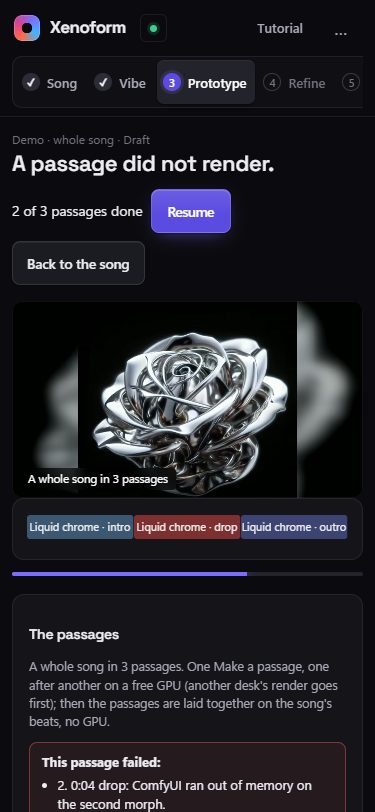 Xenoform
Tutorial
...
✓ Song ✓ Vibe 3 Prototype 4 Refine 5
Demo · whole song · Draft
A passage did not render.
2 of 3 passages done
Resume
Back to the song
A whole song in 3 passages
Liquid chrome · intro
Liquid chrome · drop
Liquid chrome · outro
The passages
A whole song in 3 passages. One Make a passage, one
after another on a free GPU (another desk's render goes
first); then the passages are laid together on the song's
beats, no GPU.
This passage failed:
• 2. 0:04 drop: ComfyUI ran out of memory on
the second morph.